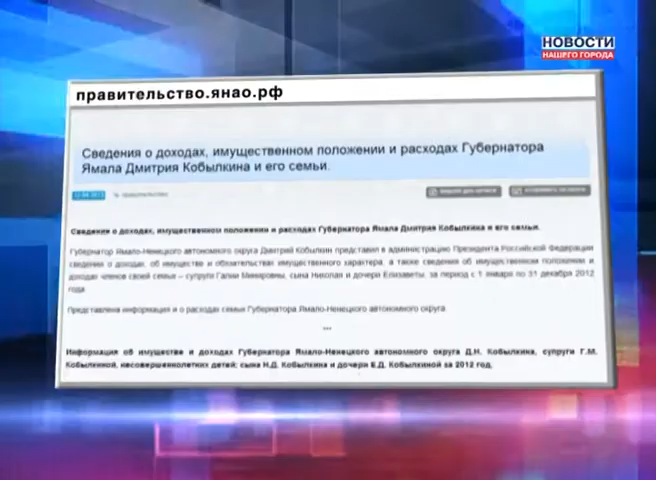 НОВОСТИ
НАШЕГО ГОРОДА
правительство.янао.рф
Сведения о доходах, имущественном положении и расходах Губернатора
Ямала Дмитрия Кобылкина и его семьи.
Сведения о доходах, имущественном положении и расходах Губернатора Ямала Дмитрия Кобылкина и его семьи.
Губернатор Ямало-Ненецкого автономного округа Дмитрий Кобылкин представил в администрацию Президента Российской Федерации
сведения о доходах, об имуществе и обязательствах имущественного характера, а также сведения об имущественном положении и
доходах членов своей семьи – супруги Галины Минировны, сына Николая и дочери Елизаветы, за период с 1 января по 31 декабря 2012
года.
Представлена информация и о расходах семьи Губернатора Ямало-Ненецкого автономного округа
***
Информация об имуществе и доходах Губернатора Ямало-Ненецкого автономного округа Д.Н. Кобылкина, супруги Г.М.
Кобылкиной, несовершеннолетних детей: сына Н.Д. Кобылкина и дочери Е.Д. Кобылкиной за 2012 год.